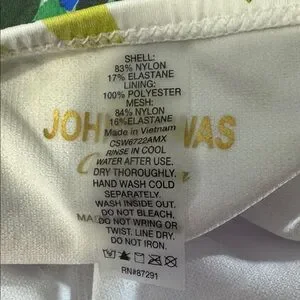 SHELL:
83% NYLON
17% ELASTANE
LINING:
100% POLYESTER
MESH:
84% NYLON
16% ELASTANE
Made in Vietnam
CSW6722AMX
RINSE IN COOL
WATER AFTER USE.
DRY THOROUGHLY.
HAND WASH COLD
SEPARATELY.
WASH INSIDE OUT.
DO NOT BLEACH.
DO NOT WRING OR
TWIST. LINE DRY.
DO NOT IRON.
RN#87291